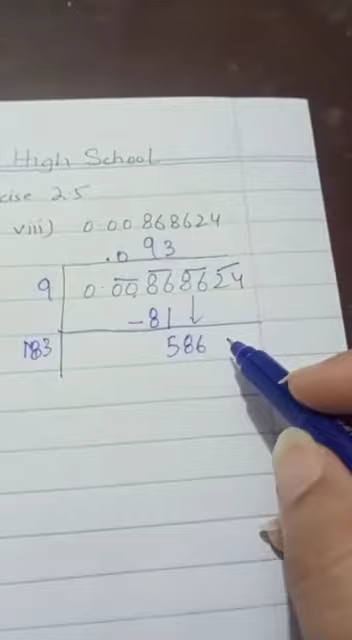 High School
cise 2.5
viii) 0.00868624
.0 93
9 0.00868624
-81 ↓
183 586